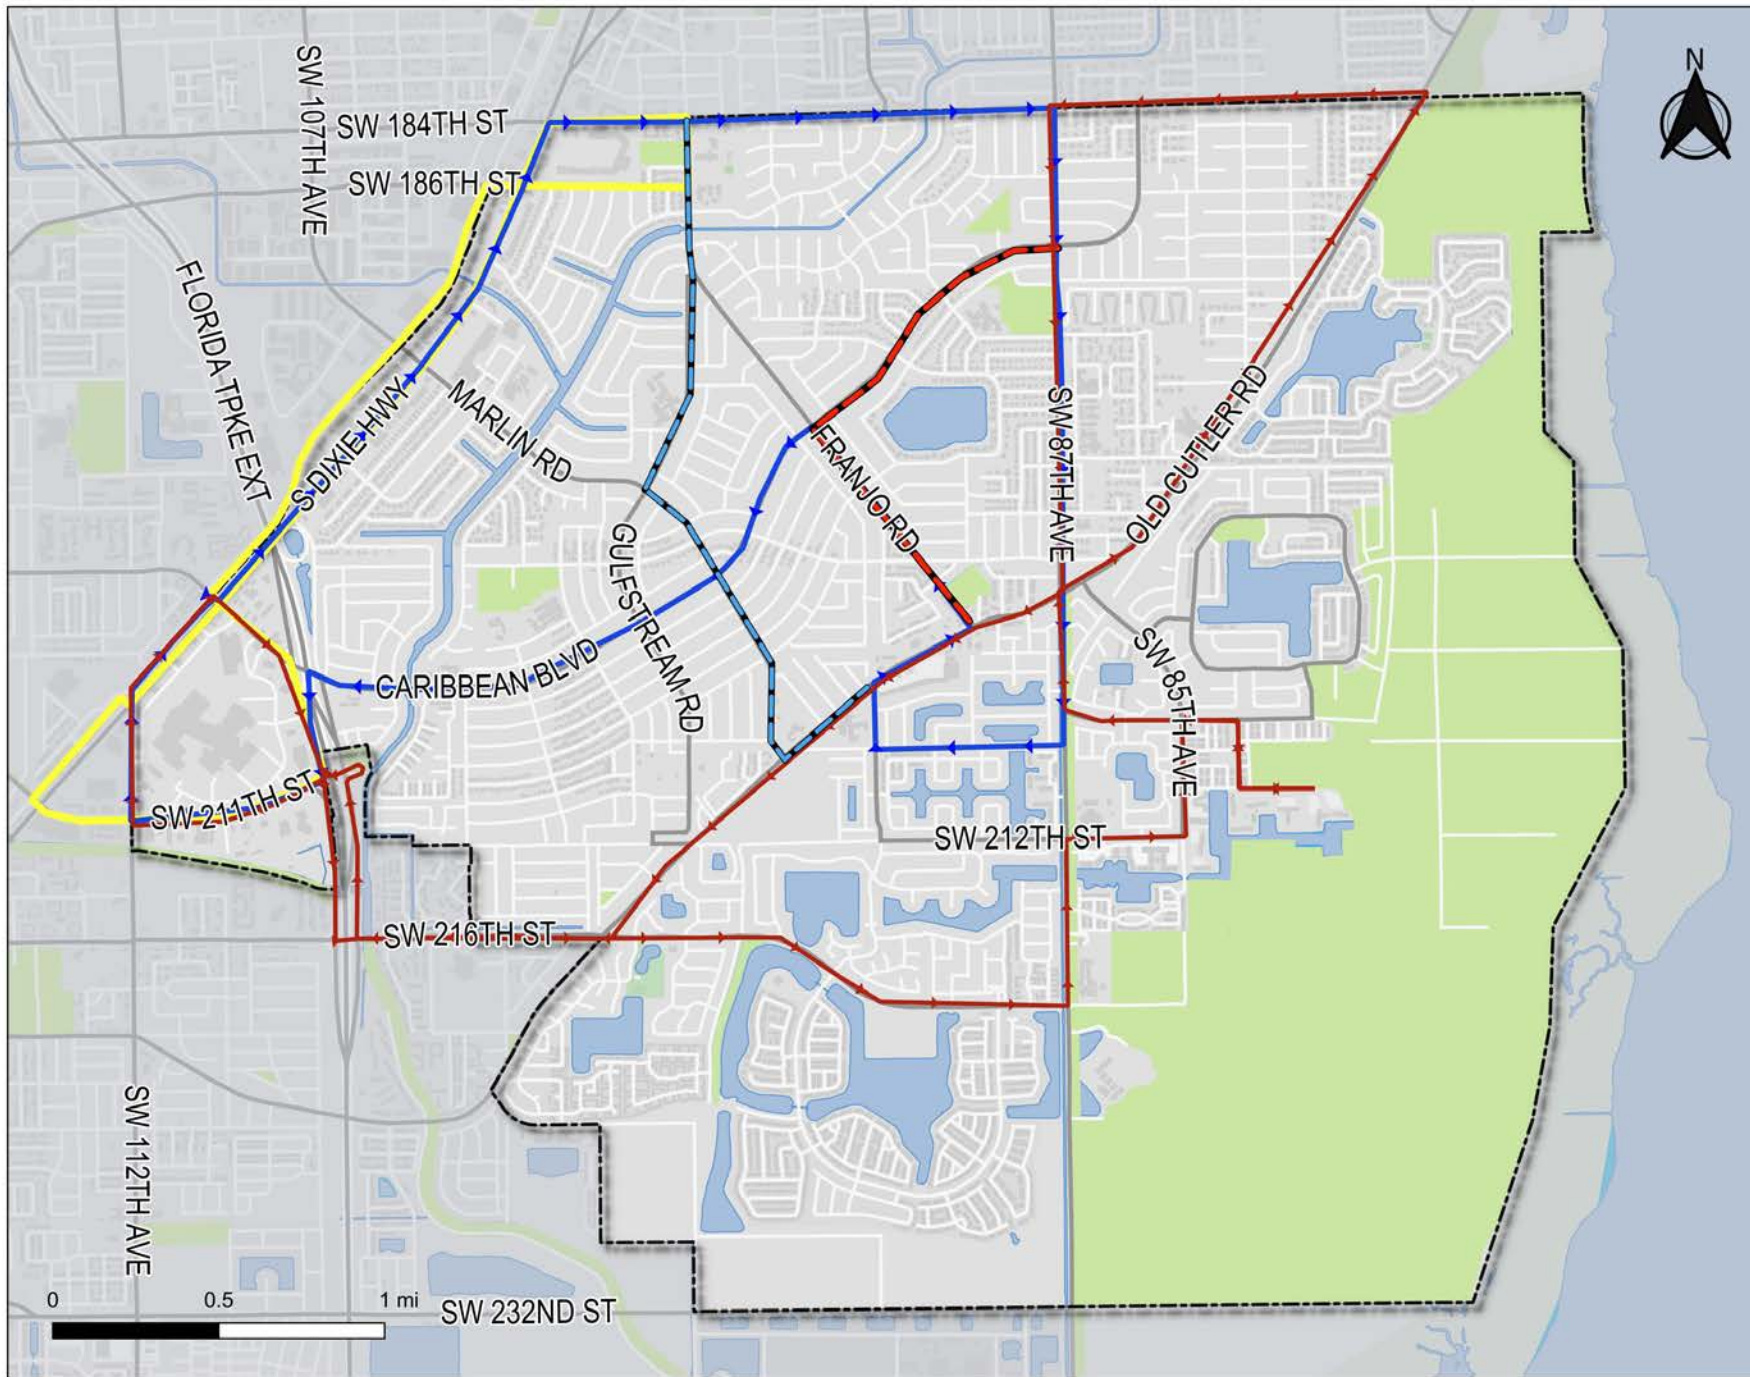 N
SW 184TH ST
SW 107TH AVE
SW 186TH ST
FLORIDA TPKE EXT
S DIXIE HWY
MARLIN RD
FRANJO RD
SW 87TH AVE
OLD CUTLER RD
GULFSTREAM RD
CARIBBEAN BLVD
SW 85TH AVE
SW 211TH ST
SW 212TH ST
SW 216TH ST
SW 112TH AVE
0 0.5 1 mi
SW 232ND ST